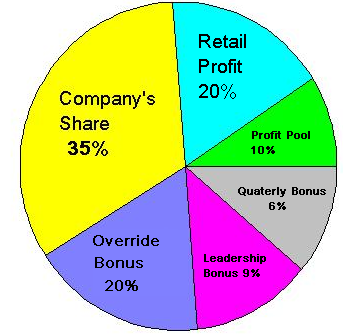 Retail
Profit
20%
Company's
Share
35%
Profit Pool
10%
Quaterly Bonus
6%
Override
Bonus
20%
Leadership
Bonus 9%